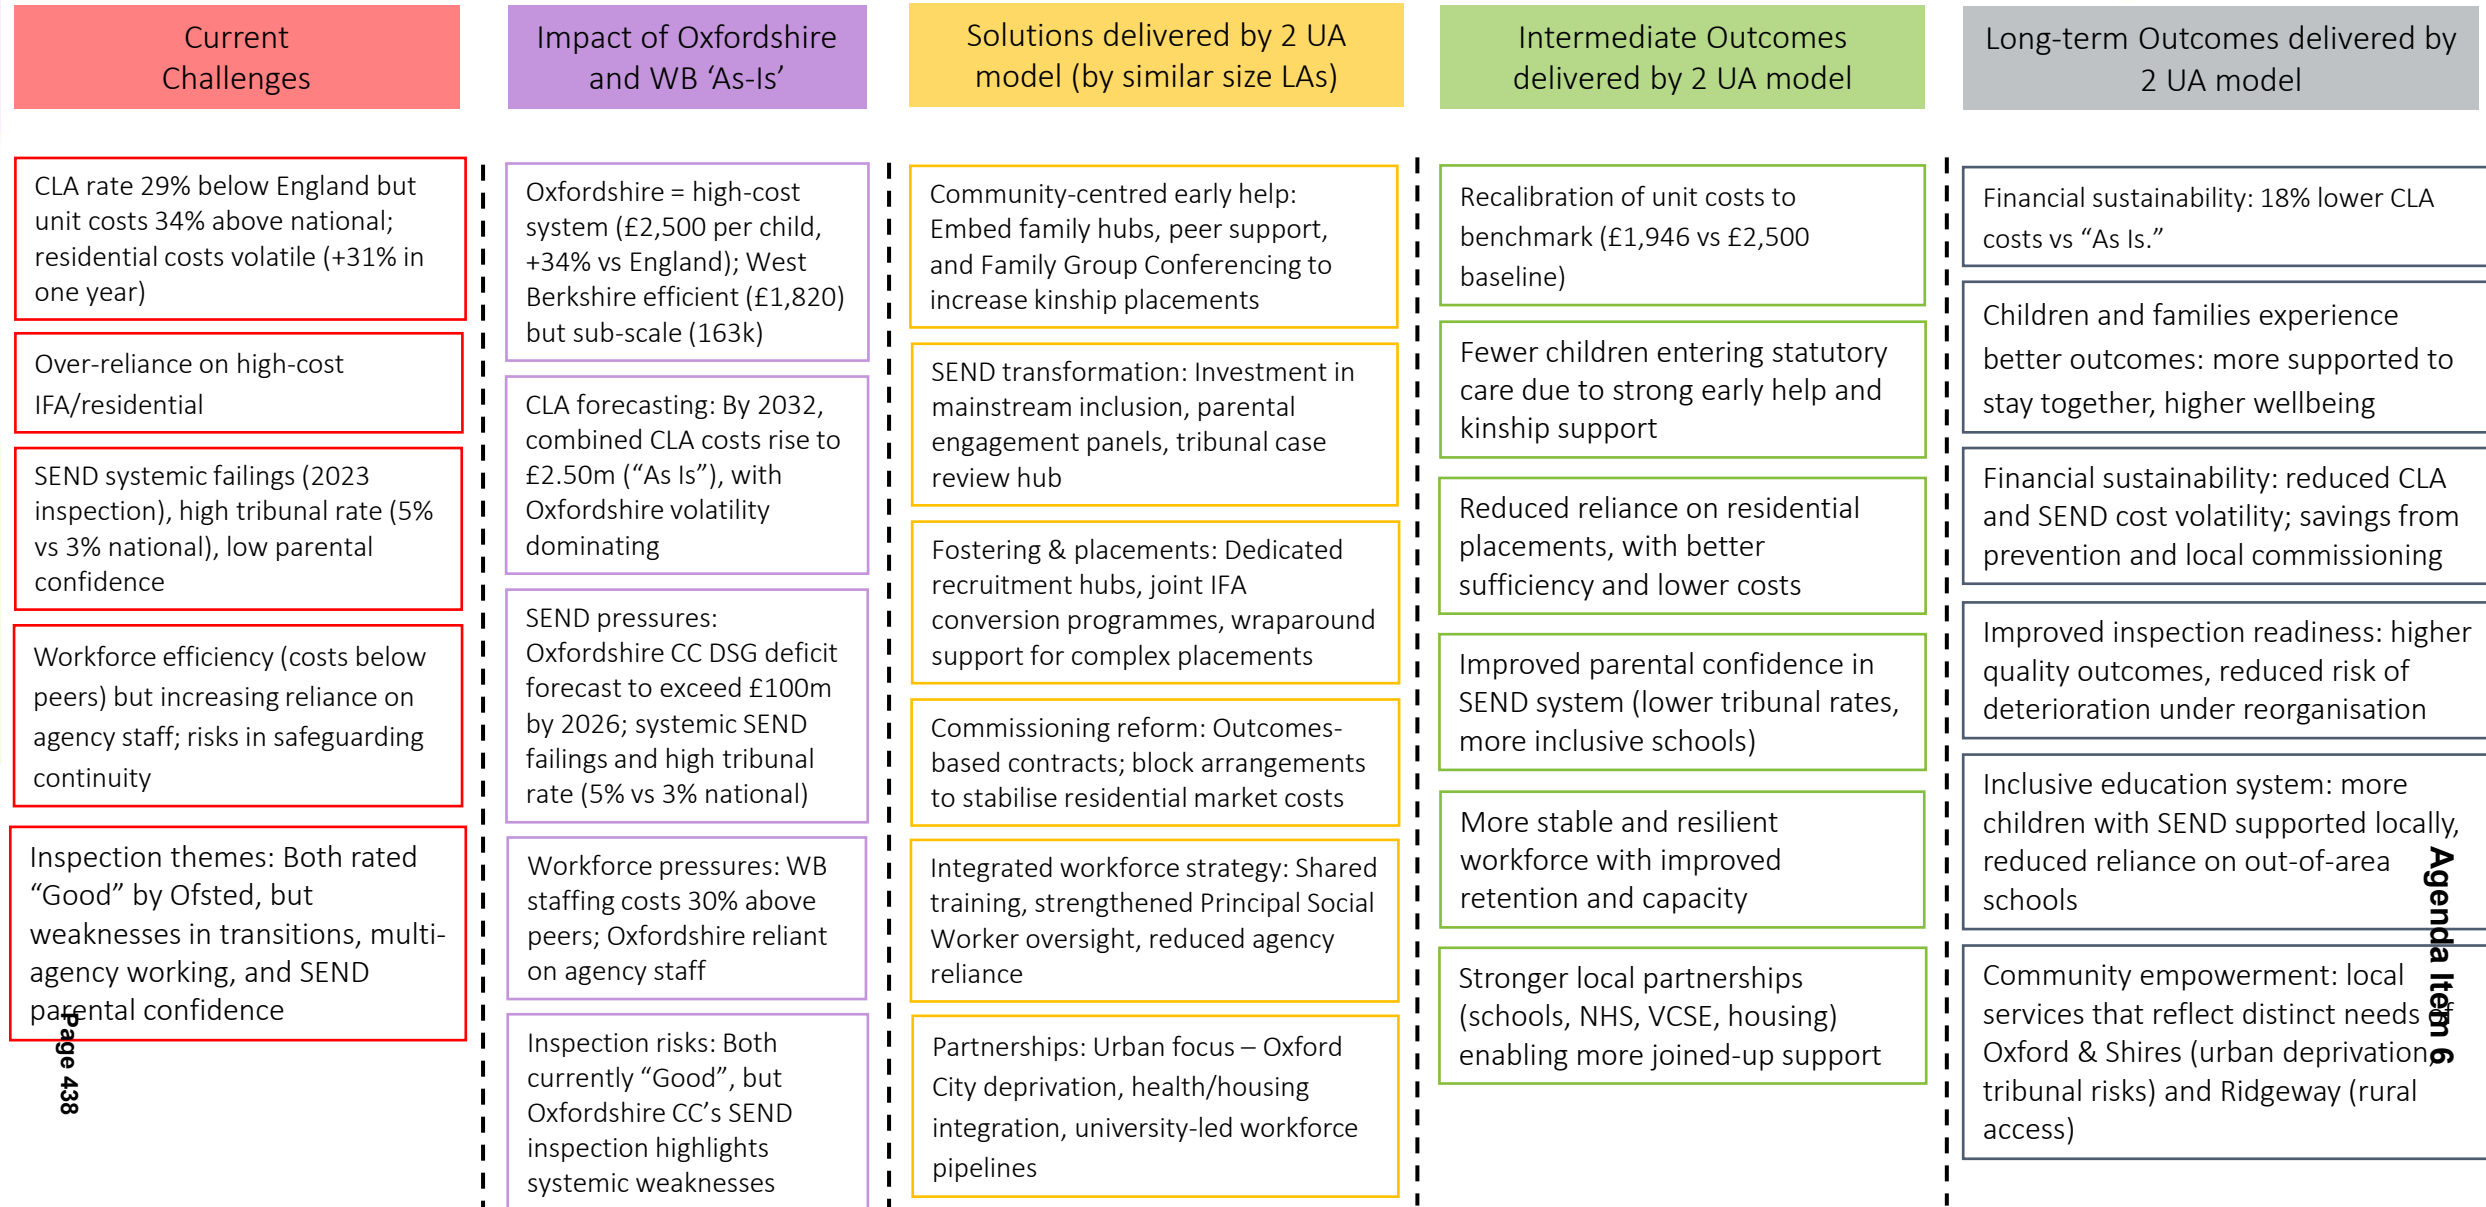 Current
Challenges
CLA rate 29% below England but
unit costs 34% above national;
residential costs volatile (+31% in
one year)
Over-reliance on high-cost
IFA/residential
SEND systemic failings (2023
inspection), high tribunal rate (5%
vs 3% national), low parental
confidence
Workforce efficiency (costs below
peers) but increasing reliance on
agency staff; risks in safeguarding
continuity
Inspection themes: Both rated
“Good” by Ofsted, but
weaknesses in transitions, multi-
agency working, and SEND
parental confidence
Impact of Oxfordshire
and WB ‘As-Is’
Oxfordshire = high-cost
system (£2,500 per child,
+34% vs England); West
Berkshire efficient (£1,820)
but sub-scale (163k)
CLA forecasting: By 2032,
combined CLA costs rise to
£2.50m (“As Is”), with
Oxfordshire volatility
dominating
SEND pressures:
Oxfordshire CC DSG deficit
forecast to exceed £100m
by 2026; systemic SEND
failings and high tribunal
rate (5% vs 3% national)
Workforce pressures: WB
staffing costs 30% above
peers; Oxfordshire reliant
on agency staff
Inspection risks: Both
currently “Good”, but
Oxfordshire CC’s SEND
inspection highlights
systemic weaknesses
Solutions delivered by 2 UA
model (by similar size LAs)
Community-centred early help:
Embed family hubs, peer support,
and Family Group Conferencing to
increase kinship placements
SEND transformation: Investment in
mainstream inclusion, parental
engagement panels, tribunal case
review hub
Fostering & placements: Dedicated
recruitment hubs, joint IFA
conversion programmes, wraparound
support for complex placements
Commissioning reform: Outcomes-
based contracts; block arrangements
to stabilise residential market costs
Integrated workforce strategy: Shared
training, strengthened Principal Social
Worker oversight, reduced agency
reliance
Partnerships: Urban focus – Oxford
City deprivation, health/housing
integration, university-led workforce
pipelines
Intermediate Outcomes
delivered by 2 UA model
Recalibration of unit costs to
benchmark (£1,946 vs £2,500
baseline)
Fewer children entering statutory
care due to strong early help and
kinship support
Reduced reliance on residential
placements, with better
sufficiency and lower costs
Improved parental confidence in
SEND system (lower tribunal rates,
more inclusive schools)
More stable and resilient
workforce with improved
retention and capacity
Stronger local partnerships
(schools, NHS, VCSE, housing)
enabling more joined-up support
Long-term Outcomes delivered by
2 UA model
Financial sustainability: 18% lower CLA
costs vs “As Is.”
Children and families experience
better outcomes: more supported to
stay together, higher wellbeing
Financial sustainability: reduced CLA
and SEND cost volatility; savings from
prevention and local commissioning
Improved inspection readiness: higher
quality outcomes, reduced risk of
deterioration under reorganisation
Inclusive education system: more
children with SEND supported locally,
reduced reliance on out-of-area
schools
Community empowerment: local
services that reflect distinct needs of
Oxford & Shires (urban deprivation,
tribunal risks) and Ridgeway (rural
access)
Page 438
Agenda Item 6